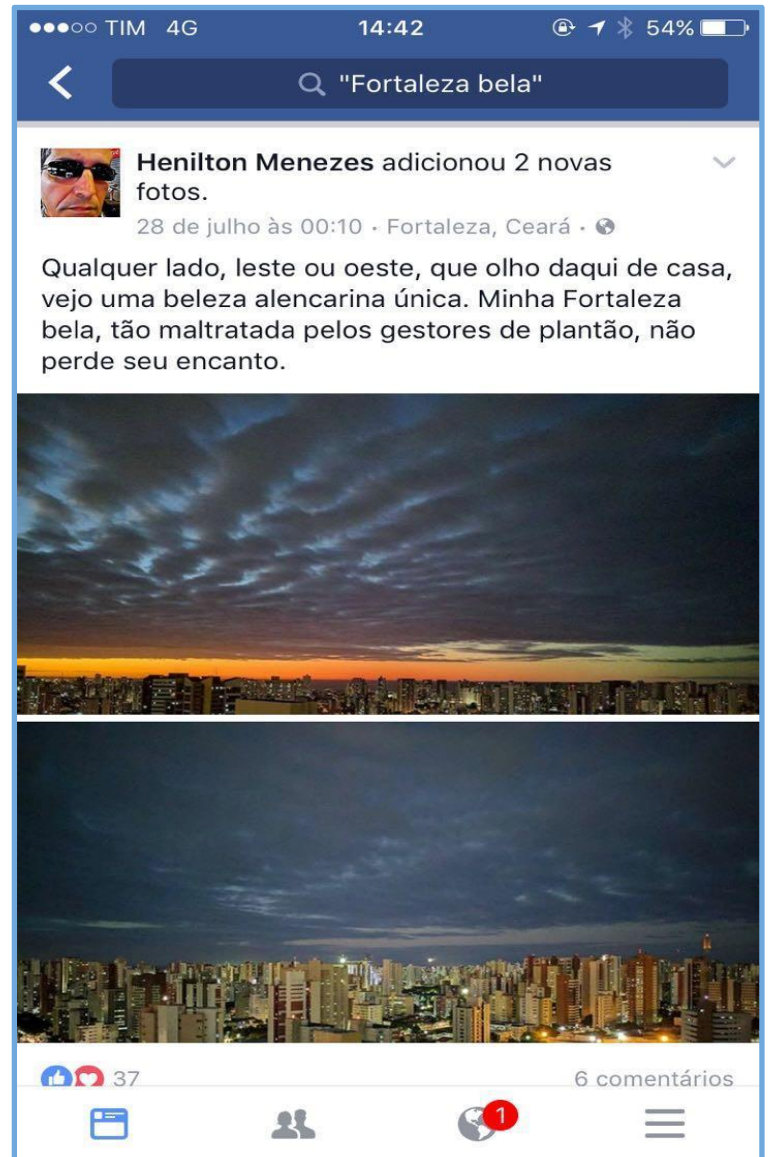 TIM 4G 14:42 54%
"Fortaleza bela"
Henilton Menezes adicionou 2 novas
fotos.
28 de julho às 00:10 · Fortaleza, Ceará ·
Qualquer lado, leste ou oeste, que olho daqui de casa,
vejo uma beleza alencarina única. Minha Fortaleza
bela, tão maltratada pelos gestores de plantão, não
perde seu encanto.
37 6 comentários
1